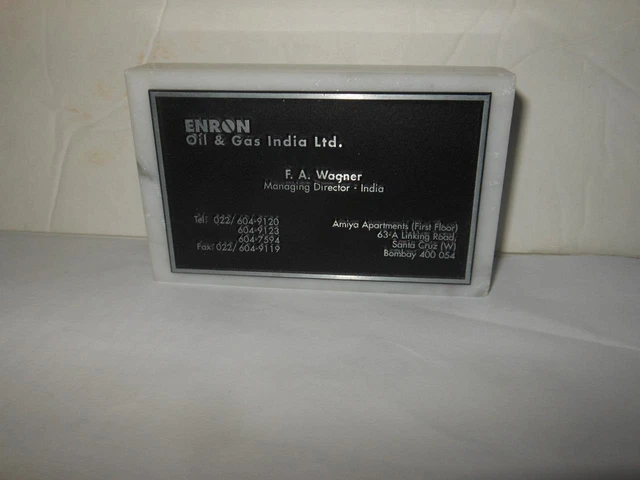 ENRON
Oil & Gas India Ltd.
F. A. Wagner
Managing Director - India
Tel: 022/ 604-9120
604-9123
604-7594
Fax: 022/ 604-9119
Amiya Apartments (First Floor)
63-A Linking Road,
Santa Cruz (W)
Bombay 400 054